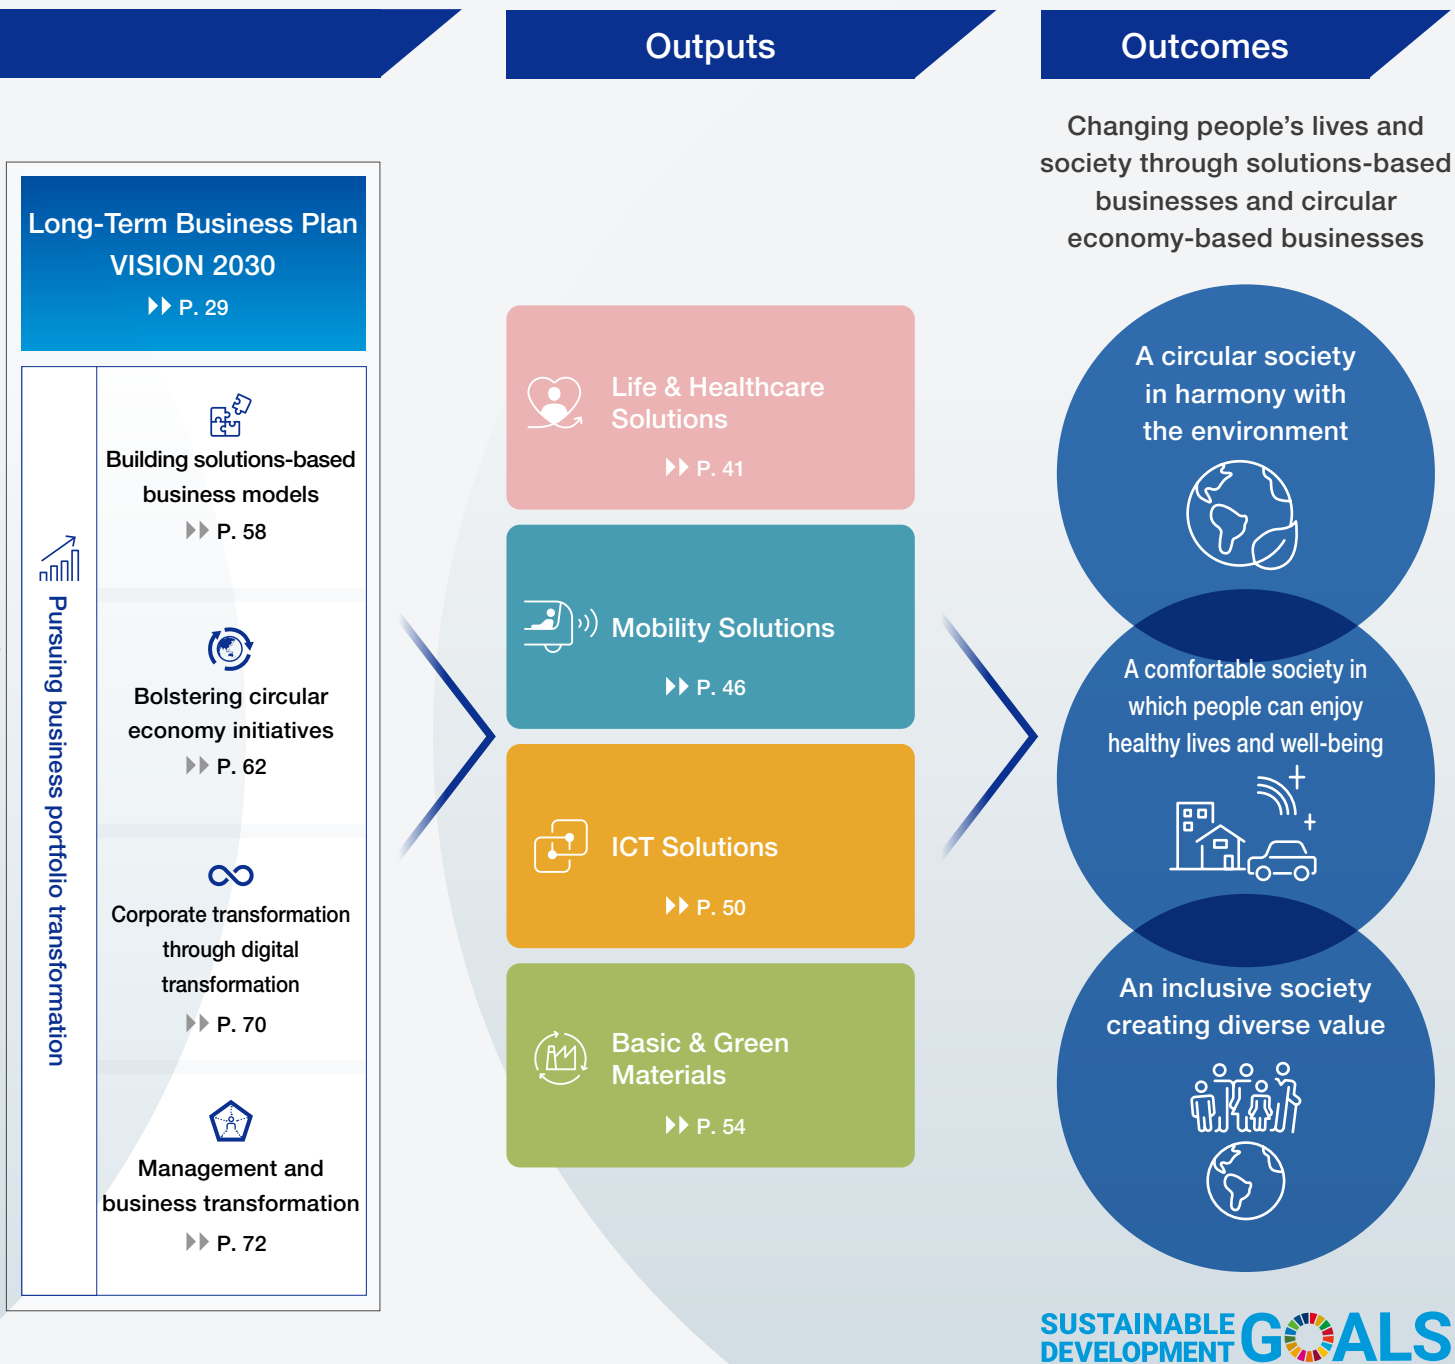 Outputs
Outcomes
Changing people's lives and
society through solutions-based
businesses and circular
economy-based businesses
Long-Term Business Plan
VISION 2030
P. 29
Pursuing business portfolio transformation
Building solutions-based
business models
P. 58
Bolstering circular
economy initiatives
P. 62
Corporate transformation
through digital
transformation
P. 70
Management and
business transformation
P. 72
Life & Healthcare
Solutions
P. 41
Mobility Solutions
P. 46
ICT Solutions
P. 50
Basic & Green
Materials
P. 54
A circular society
in harmony with
the environment
A comfortable society in
which people can enjoy
healthy lives and well-being
An inclusive society
creating diverse value
SUSTAINABLE
DEVELOPMENT
GOALS